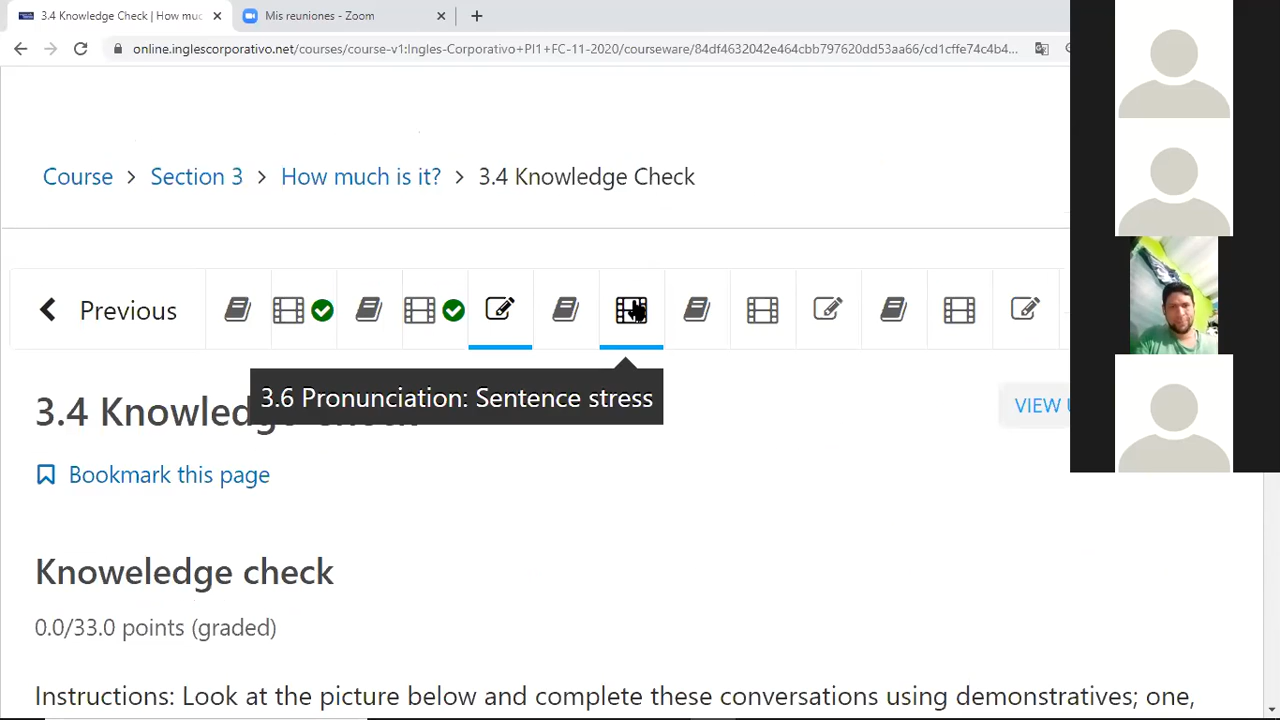 3.4 Knowledge Check | How muc
Mis reuniones - Zoom
online.inglescorporativo.net/courses/course-v1:Ingles-Corporativo+PI1+FC-11-2020/courseware/84df4632042e464cbb797620dd53aa66/cd1cffe74c4b4...
Course > Section 3 > How much is it? > 3.4 Knowledge Check
Previous
3.6 Pronunciation: Sentence stress
3.4 Knowledge Check
VIEW
Bookmark this page
Knoweledge check
0.0/33.0 points (graded)
Instructions: Look at the picture below and complete these conversations using demonstratives; one,